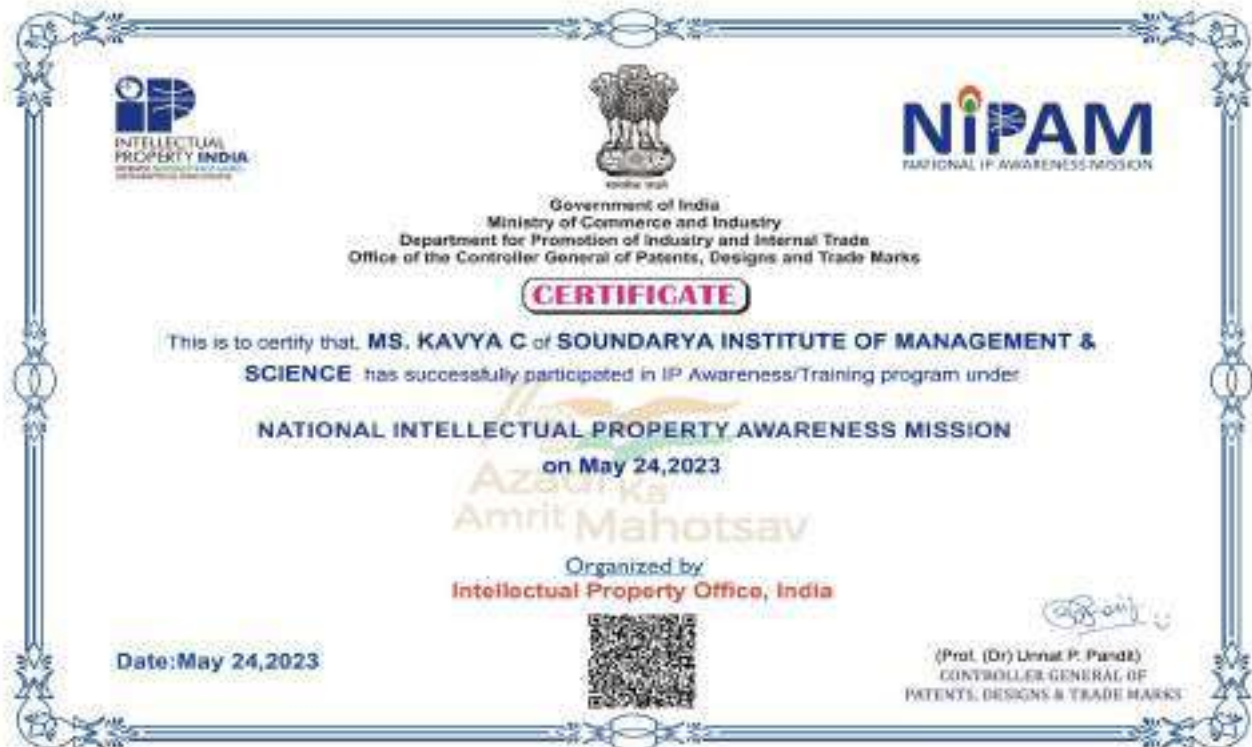 iP
INTELLECTUAL
PROPERTY INDIA
NiPAM
NATIONAL IP AWARENESS MISSION
Government of India
Ministry of Commerce and Industry
Department for Promotion of Industry and Internal Trade
Office of the Controller General of Patents, Designs and Trade Marks
CERTIFICATE
This is to certify that, MS. KAVYA C of SOUNDARYA INSTITUTE OF MANAGEMENT &
SCIENCE has successfully participated in IP Awareness/Training program under
NATIONAL INTELLECTUAL PROPERTY AWARENESS MISSION
on May 24,2023
Azadi Ka
Amrit Mahotsav
Organized by
Intellectual Property Office, India
Date:May 24,2023
(Prof. (Dr) Unnat P. Pandit)
CONTROLLER GENERAL OF
PATENTS, DESIGNS & TRADE MARKS